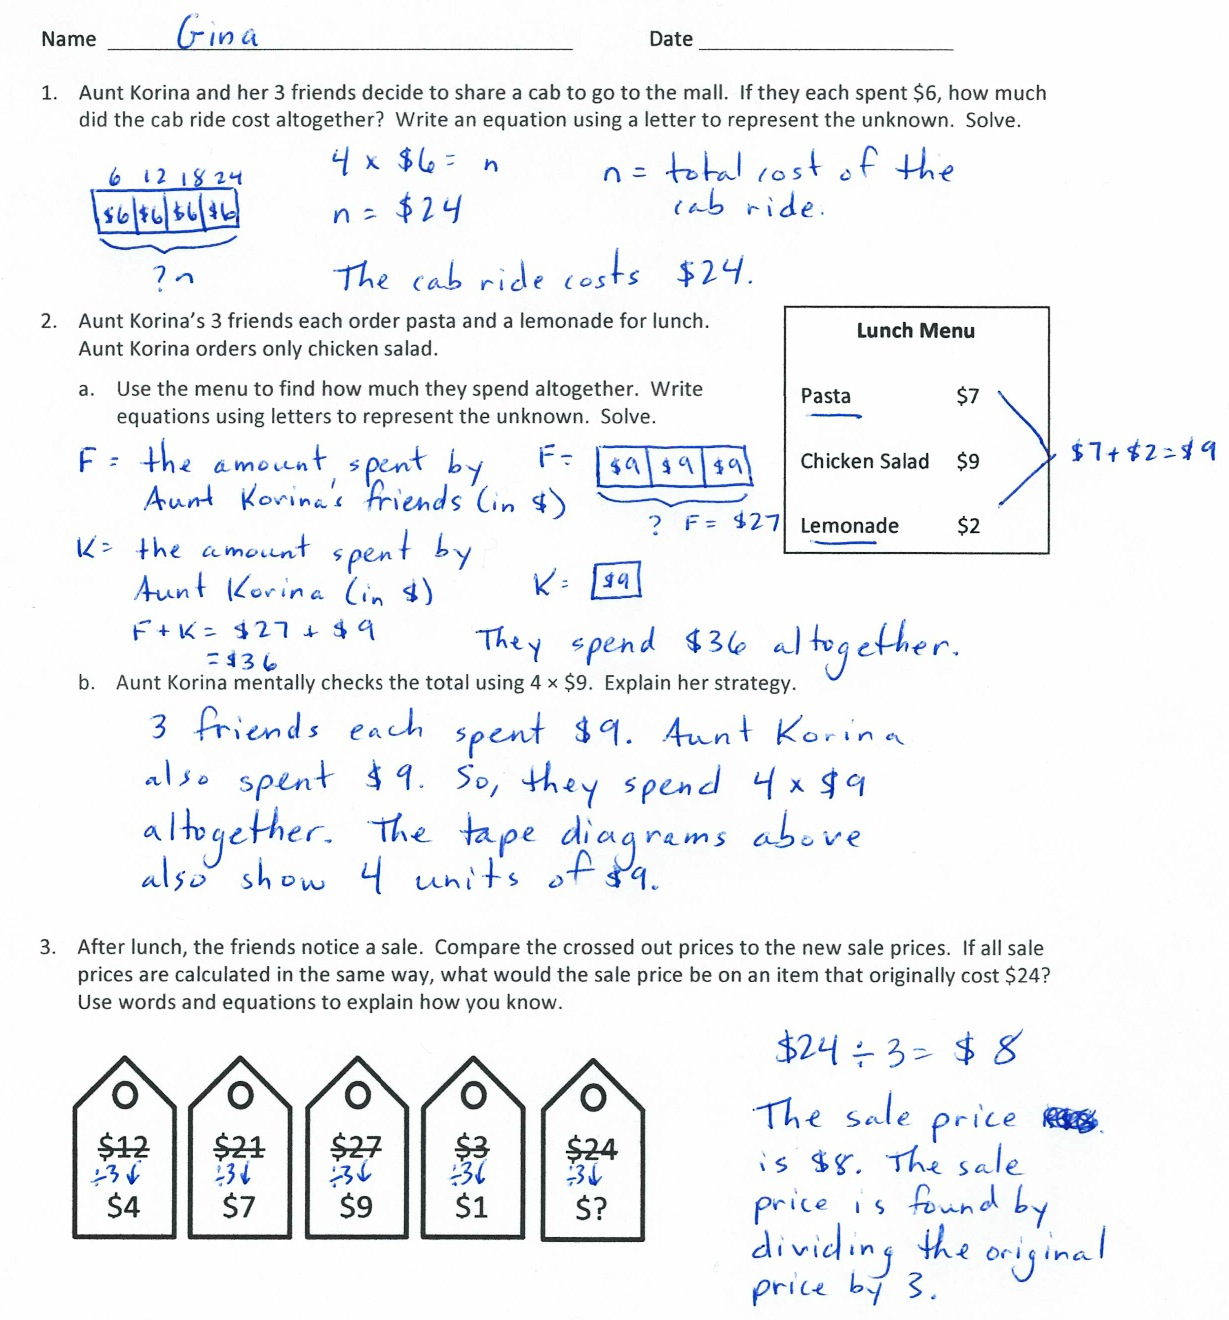 Name Gina Date
1. Aunt Korina and her 3 friends decide to share a cab to go to the mall. If they each spent $6, how much
did the cab ride cost altogether? Write an equation using a letter to represent the unknown. Solve.
6 12 18 24
$6 $6 $6 $6
? n
4 x $6 = n
n = $24
n = total cost of the
cab ride.
The cab ride costs $24.
2. Aunt Korina's 3 friends each order pasta and a lemonade for lunch.
Aunt Korina orders only chicken salad.
a. Use the menu to find how much they spend altogether. Write
equations using letters to represent the unknown. Solve.
Lunch Menu
Pasta $7
Chicken Salad $9
Lemonade $2
$7 + $2 = $9
F = the amount spent by
Aunt Korina's friends (in $)
F = $9 $9 $9
? F = $27
K = the amount spent by
Aunt Korina (in $)
K = $9
F + K = $27 + $9
= $36
They spend $36 altogether.
b. Aunt Korina mentally checks the total using 4 × $9. Explain her strategy.
3 friends each spent $9. Aunt Korina
also spent $9. So, they spend 4 x $9
altogether. The tape diagrams above
also show 4 units of $9.
3. After lunch, the friends notice a sale. Compare the crossed out prices to the new sale prices. If all sale
prices are calculated in the same way, what would the sale price be on an item that originally cost $24?
Use words and equations to explain how you know.
$12 $21 $27 $3 $24
÷3↓ ÷3↓ ÷3↓ ÷3↓ ÷3↓
$4 $7 $9 $1 $?
$24 ÷ 3 = $8
The sale price
is $8. The sale
price is found by
dividing the original
price by 3.